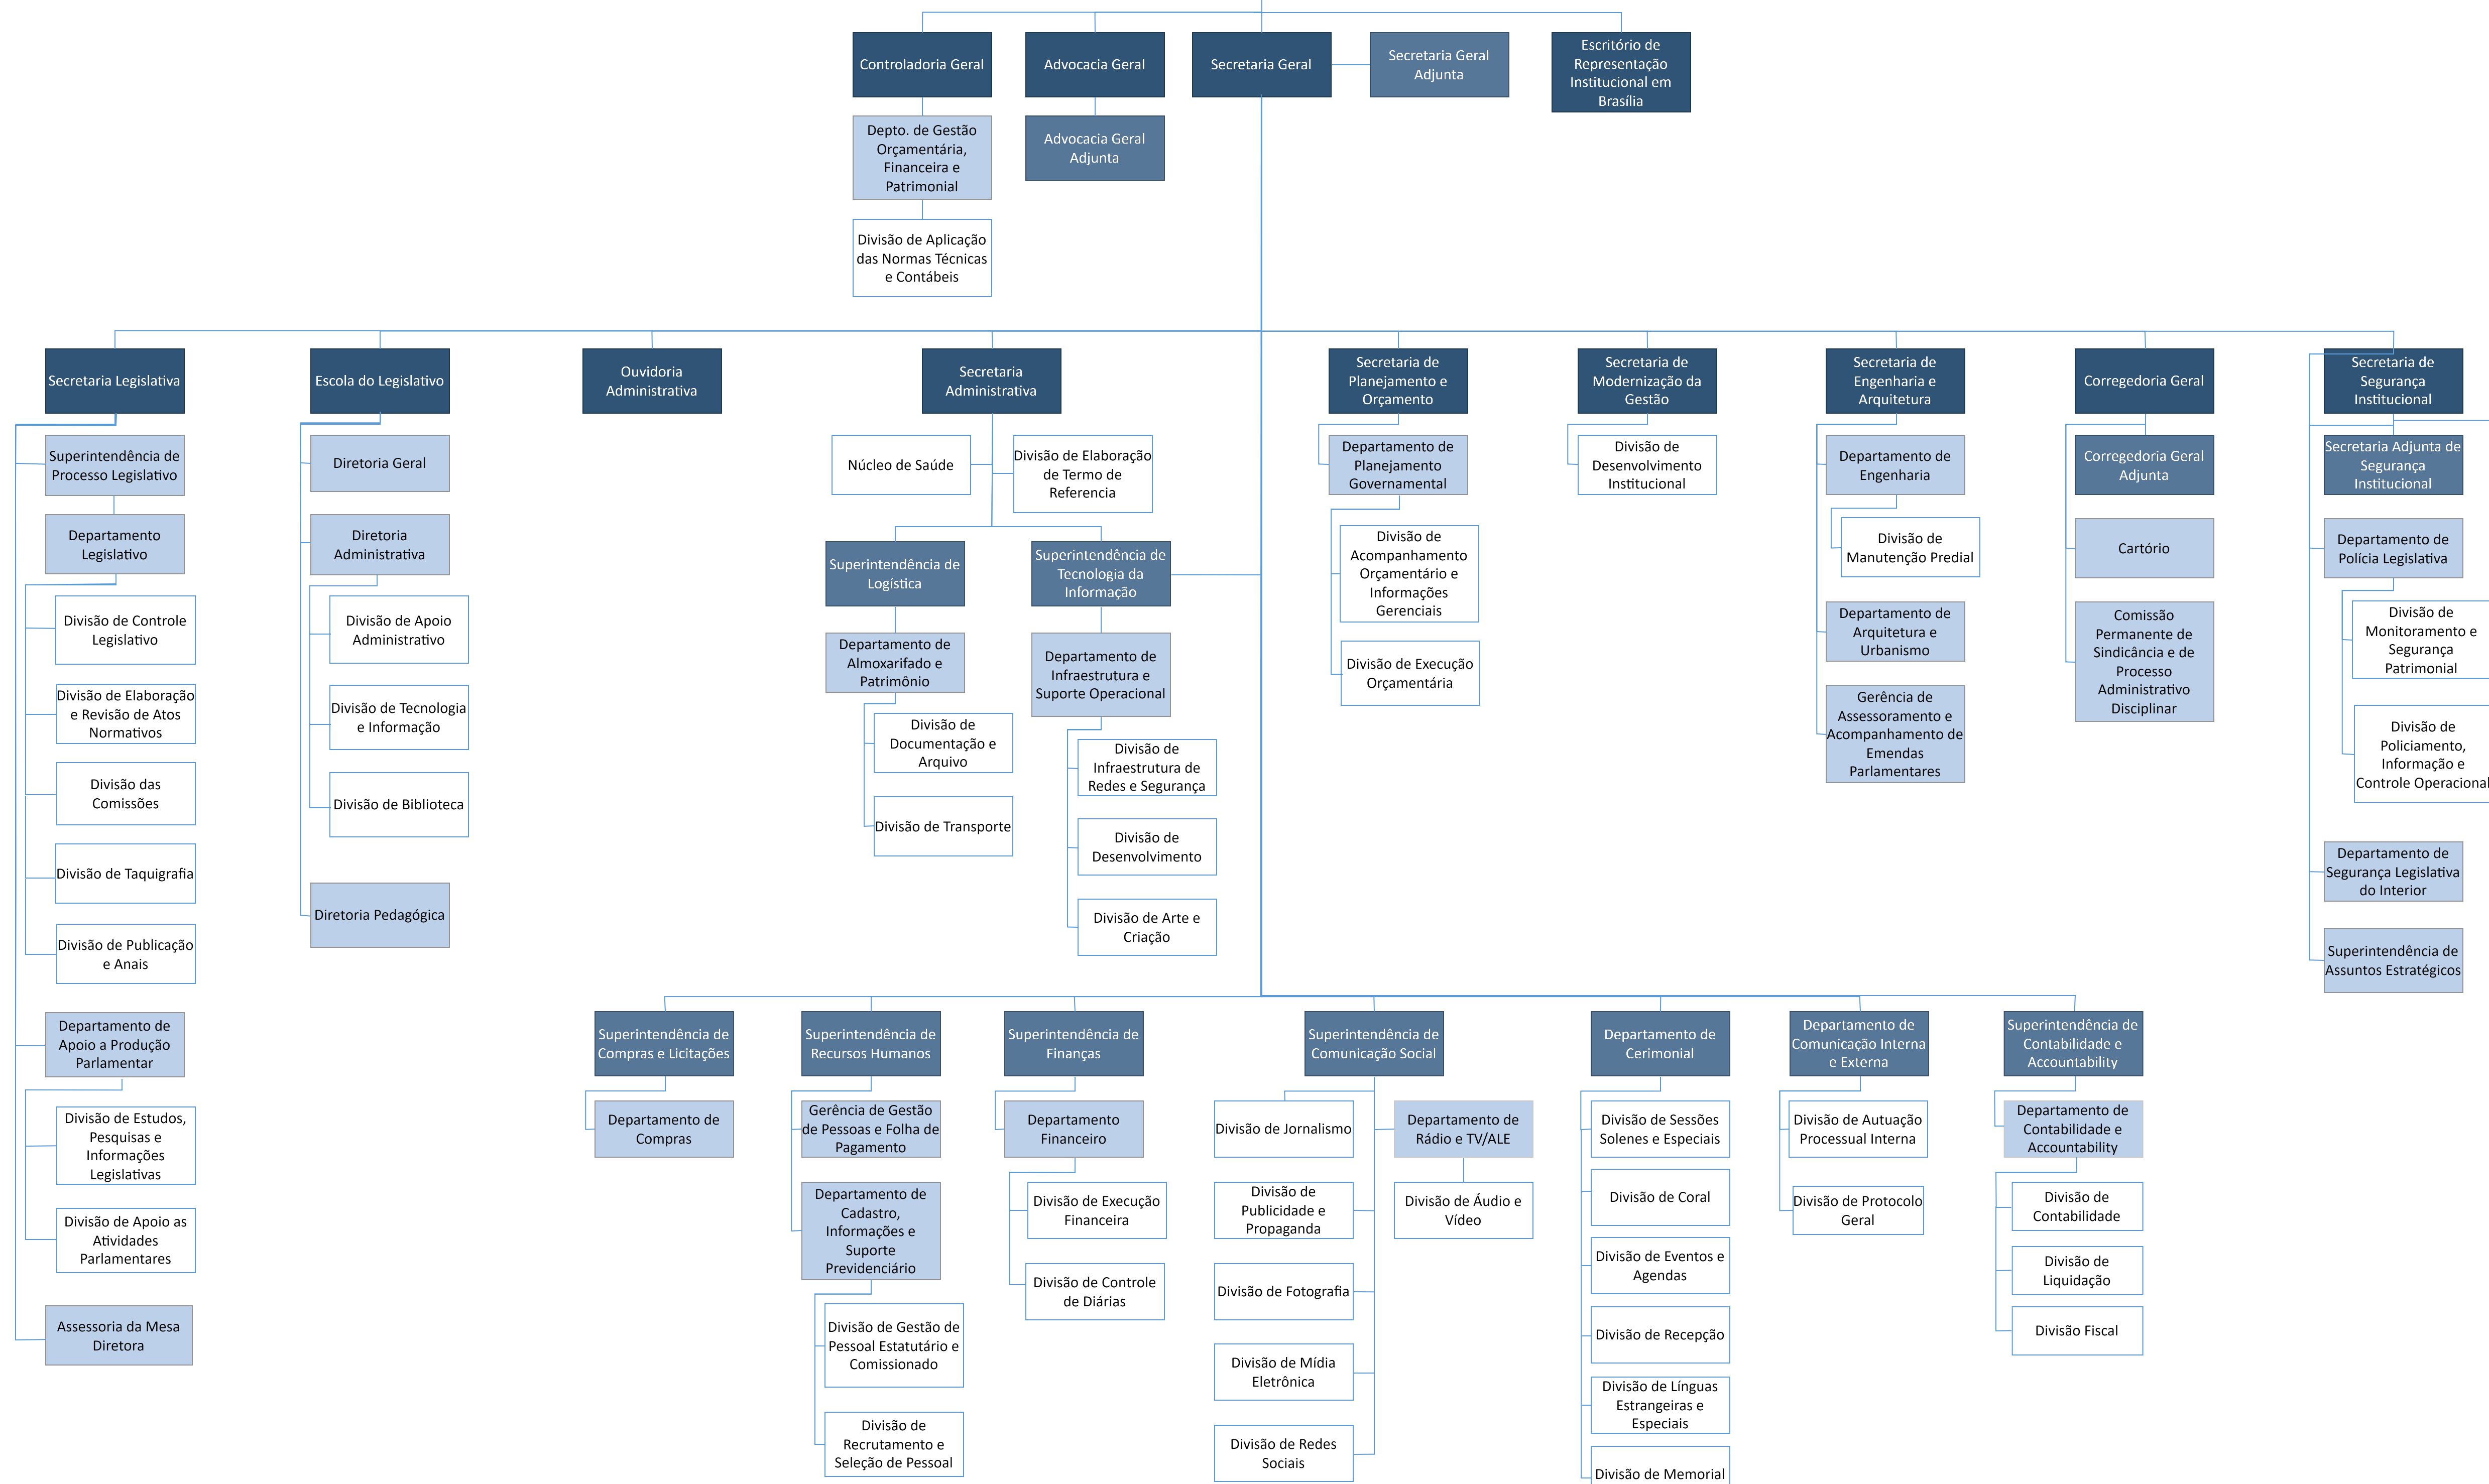 Controladoria Geral
Advocacia Geral
Secretaria Geral
Secretaria Geral
Adjunta
Escritório de
Representação
Institucional em
Brasília
Depto. de Gestão
Orçamentária,
Financeira e
Patrimonial
Advocacia Geral
Adjunta
Divisão de Aplicação
das Normas Técnicas
e Contábeis
Secretaria Legislativa
Superintendência de
Processo Legislativo
Departamento
Legislativo
Divisão de Controle
Legislativo
Divisão de Elaboração
e Revisão de Atos
Normativos
Divisão das
Comissões
Divisão de Taquigrafia
Divisão de Publicação
e Anais
Departamento de
Apoio a Produção
Parlamentar
Divisão de Estudos,
Pesquisas e
Informações
Legislativas
Divisão de Apoio as
Atividades
Parlamentares
Assessoria da Mesa
Diretora
Escola do Legislativo
Diretoria Geral
Diretoria
Administrativa
Divisão de Apoio
Administrativo
Divisão de Tecnologia
e Informação
Divisão de Biblioteca
Diretoria Pedagógica
Ouvidoria
Administrativa
Secretaria
Administrativa
Núcleo de Saúde
Divisão de Elaboração
de Termo de
Referencia
Superintendência de
Logística
Departamento de
Almoxarifado e
Patrimônio
Divisão de
Documentação e
Arquivo
Divisão de Transporte
Superintendência de
Tecnologia da
Informação
Departamento de
Infraestrutura e
Suporte Operacional
Divisão de
Infraestrutura de
Redes e Segurança
Divisão de
Desenvolvimento
Divisão de Arte e
Criação
Secretaria de
Planejamento e
Orçamento
Departamento de
Planejamento
Governamental
Divisão de
Acompanhamento
Orçamentário e
Informações
Gerenciais
Divisão de Execução
Orçamentária
Secretaria de
Modernização da
Gestão
Divisão de
Desenvolvimento
Institucional
Secretaria de
Engenharia e
Arquitetura
Departamento de
Engenharia
Divisão de
Manutenção Predial
Departamento de
Arquitetura e
Urbanismo
Gerência de
Assessoramento e
Acompanhamento de
Emendas
Parlamentares
Corregedoria Geral
Corregedoria Geral
Adjunta
Cartório
Comissão
Permanente de
Sindicância e de
Processo
Administrativo
Disciplinar
Secretaria de
Segurança
Institucional
Secretaria Adjunta de
Segurança
Institucional
Departamento de
Polícia Legislativa
Divisão de
Monitoramento e
Segurança
Patrimonial
Divisão de
Policiamento,
Informação e
Controle Operacional
Departamento de
Segurança Legislativa
do Interior
Superintendência de
Assuntos Estratégicos
Superintendência de
Compras e Licitações
Departamento de
Compras
Superintendência de
Recursos Humanos
Gerência de Gestão
de Pessoas e Folha de
Pagamento
Departamento de
Cadastro,
Informações e
Suporte
Previdenciário
Divisão de Gestão de
Pessoal Estatutário e
Comissionado
Divisão de
Recrutamento e
Seleção de Pessoal
Superintendência de
Finanças
Departamento
Financeiro
Divisão de Execução
Financeira
Divisão de Controle
de Diárias
Superintendência de
Comunicação Social
Divisão de Jornalismo
Divisão de
Publicidade e
Propaganda
Divisão de Fotografia
Divisão de Mídia
Eletrônica
Divisão de Redes
Sociais
Departamento de
Rádio e TV/ALE
Divisão de Áudio e
Vídeo
Departamento de
Cerimonial
Divisão de Sessões
Solenes e Especiais
Divisão de Coral
Divisão de Eventos e
Agendas
Divisão de Recepção
Divisão de Línguas
Estrangeiras e
Especiais
Divisão de Memorial
Departamento de
Comunicação Interna
e Externa
Divisão de Autuação
Processual Interna
Divisão de Protocolo
Geral
Superintendência de
Contabilidade e
Accountability
Departamento de
Contabilidade e
Accountability
Divisão de
Contabilidade
Divisão de
Liquidação
Divisão Fiscal